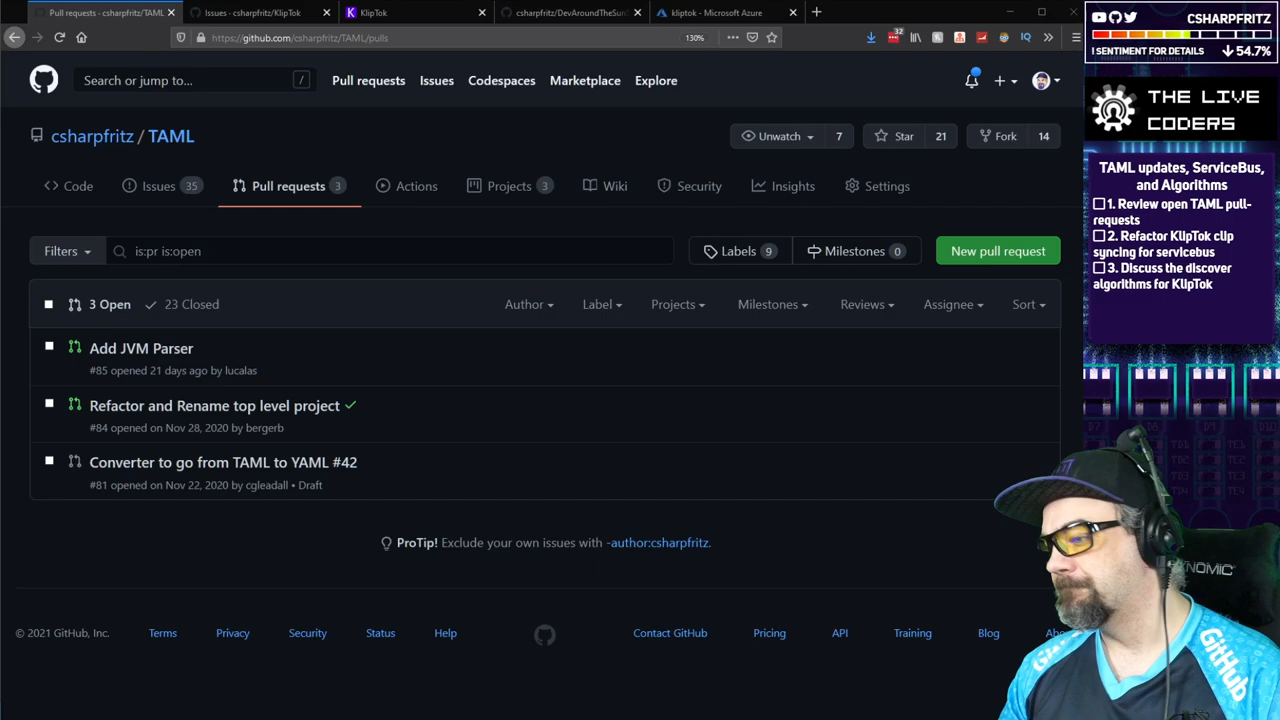 Pull requests - csharpfritz/TAML
Issues · csharpfritz/KlipTok
KlipTok
csharpfritz/DevAroundTheSun
kliptok - Microsoft Azure
https://github.com/csharpfritz/TAML/pulls
130%
32
IQ
Search or jump to...
/
Pull requests
Issues
Codespaces
Marketplace
Explore
csharpfritz / TAML
Unwatch
7
Star
21
Fork
14
Code
Issues 35
Pull requests 3
Actions
Projects 3
Wiki
Security
Insights
Settings
Filters
is:pr is:open
Labels 9
Milestones 0
New pull request
3 Open
23 Closed
Author
Label
Projects
Milestones
Reviews
Assignee
Sort
Add JVM Parser
#85 opened 21 days ago by lucalas
Refactor and Rename top level project
#84 opened on Nov 28, 2020 by bergerb
Converter to go from TAML to YAML #42
#81 opened on Nov 22, 2020 by cgleadall • Draft
ProTip! Exclude your own issues with -author:csharpfritz.
© 2021 GitHub, Inc.
Terms
Privacy
Security
Status
Help
Contact GitHub
Pricing
API
Training
Blog
CSHARPFRITZ
! SENTIMENT FOR DETAILS
54.7%
THE LIVE
CODERS
TAML updates, ServiceBus,
and Algorithms
1. Review open TAML pull-
requests
2. Refactor KlipTok clip
syncing for servicebus
3. Discuss the discover
algorithms for KlipTok
GitHub